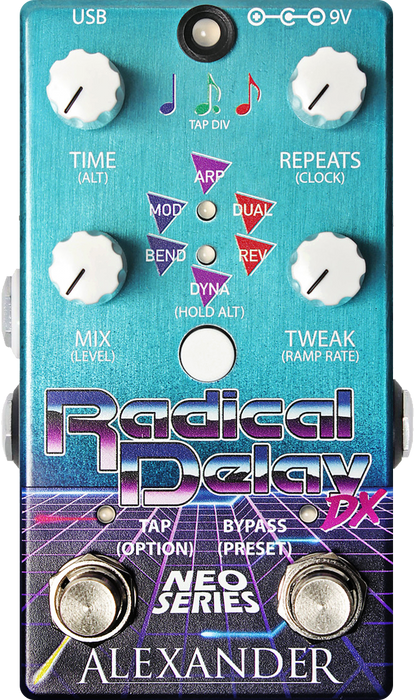 USB 9V
TAP DIV
TIME
(ALT)
REPEATS
(CLOCK)
ARP
MOD DUAL
BEND REV
DYNA
(HOLD ALT)
MIX
(LEVEL)
TWEAK
(RAMP RATE)
Radical
Delay
DX
TAP
(OPTION)
BYPASS
(PRESET)
NEO
SERIES
ALEXANDER